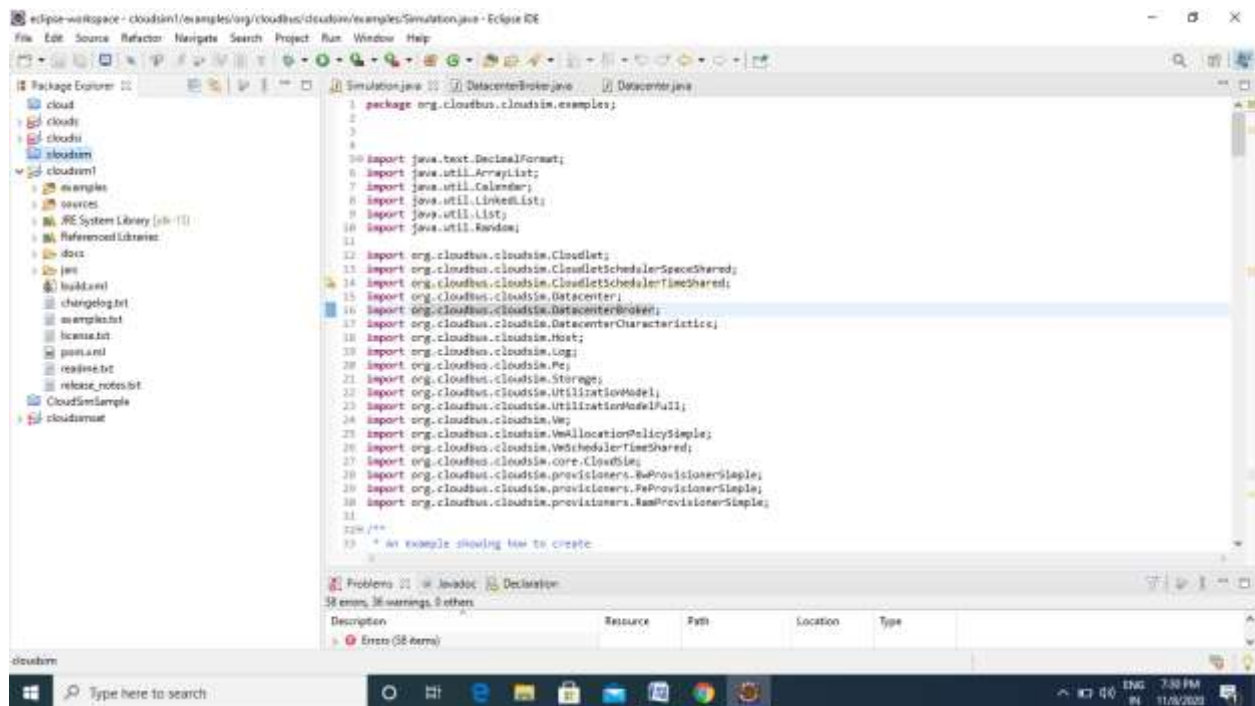 eclipse-workspace - cloudsim1/examples/org/cloudbus/cloudsim/examples/Simulation.java - Eclipse IDE
File Edit Source Refactor Navigate Search Project Run Window Help
Package Explorer
Simulation.java DatacenterBroker.java Datacenter.java
cloud
clouds
cloudsi
cloudsim
cloudsim1
examples
sources
JRE System Library
Referenced Libraries
docs
jars
build.xml
changelog.txt
examples.txt
license.txt
pom.xml
readme.txt
release_notes.txt
CloudSimSample
1 package org.cloudbus.cloudsim.examples;
2
3
4
5 import java.text.DecimalFormat;
6 import java.util.ArrayList;
7 import java.util.Calendar;
8 import java.util.LinkedList;
9 import java.util.List;
10 import java.util.Random;
11
12 import org.cloudbus.cloudsim.Cloudlet;
13 import org.cloudbus.cloudsim.CloudletSchedulerSpaceShared;
14 import org.cloudbus.cloudsim.CloudletSchedulerTimeShared;
15 import org.cloudbus.cloudsim.Datacenter;
16 import org.cloudbus.cloudsim.DatacenterBroker;
17 import org.cloudbus.cloudsim.DatacenterCharacteristics;
18 import org.cloudbus.cloudsim.Host;
19 import org.cloudbus.cloudsim.Log;
20 import org.cloudbus.cloudsim.Pe;
21 import org.cloudbus.cloudsim.Storage;
22 import org.cloudbus.cloudsim.UtilizationModel;
23 import org.cloudbus.cloudsim.UtilizationModelFull;
24 import org.cloudbus.cloudsim.Vm;
25 import org.cloudbus.cloudsim.VmAllocationPolicySimple;
26 import org.cloudbus.cloudsim.VmSchedulerTimeShared;
27 import org.cloudbus.cloudsim.core.CloudSim;
28 import org.cloudbus.cloudsim.provisioners.BwProvisionerSimple;
29 import org.cloudbus.cloudsim.provisioners.PeProvisionerSimple;
30 import org.cloudbus.cloudsim.provisioners.RamProvisionerSimple;
31
32 /**
33 * An example showing how to create
Problems Javadoc Declaration
58 errors, 38 warnings, 0 others
Description Resource Path Location Type
Errors (58 items)
cloudsim
Type here to search
ENG 7:30 PM
IN 11/8/2020